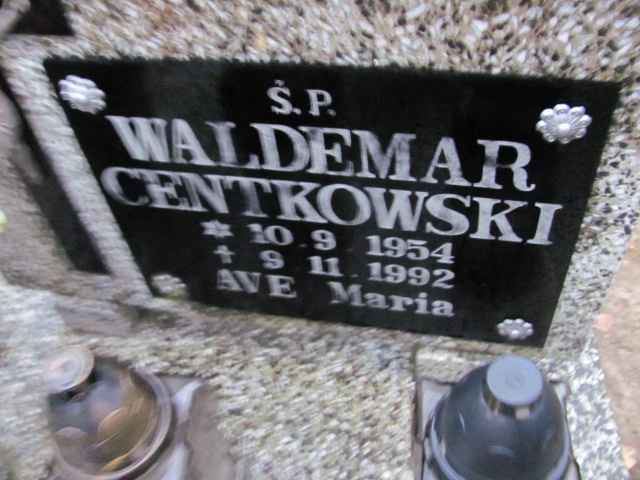 Ś.P.
WALDEMAR
CENTKOWSKI
* 10.9.1954
† 9.11.1992
AVE Maria